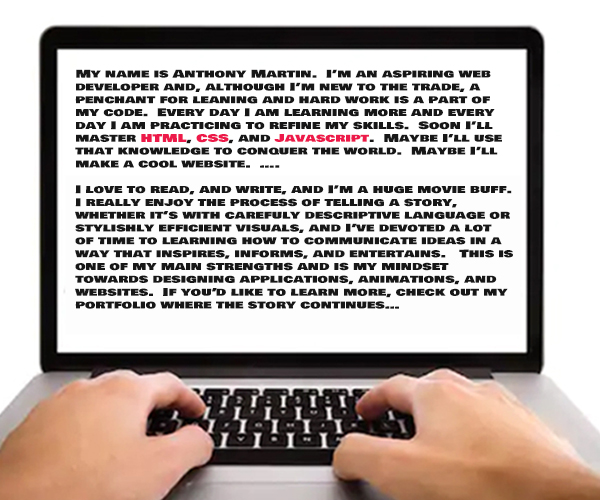 My name is Anthony Martin. I'm an aspiring web
developer and, although I'm new to the trade, a
penchant for leaning and hard work is a part of
my code. Every day I am learning more and every
day I am practicing to refine my skills. Soon I'll
master HTML, CSS, and Javascript. Maybe I'll use
that knowledge to conquer the world. Maybe I'll
make a cool website. ....
I love to read, and write, and I'm a huge movie buff.
I really enjoy the process of telling a story,
whether it's with carefuly descriptive language or
stylishly efficient visuals, and I've devoted a lot
of time to learning how to communicate ideas in a
way that inspires, informs, and entertains. This is
one of my main strengths and is my mindset
towards designing applications, animations, and
websites. If you'd like to learn more, check out my
portfolio where the story continues...